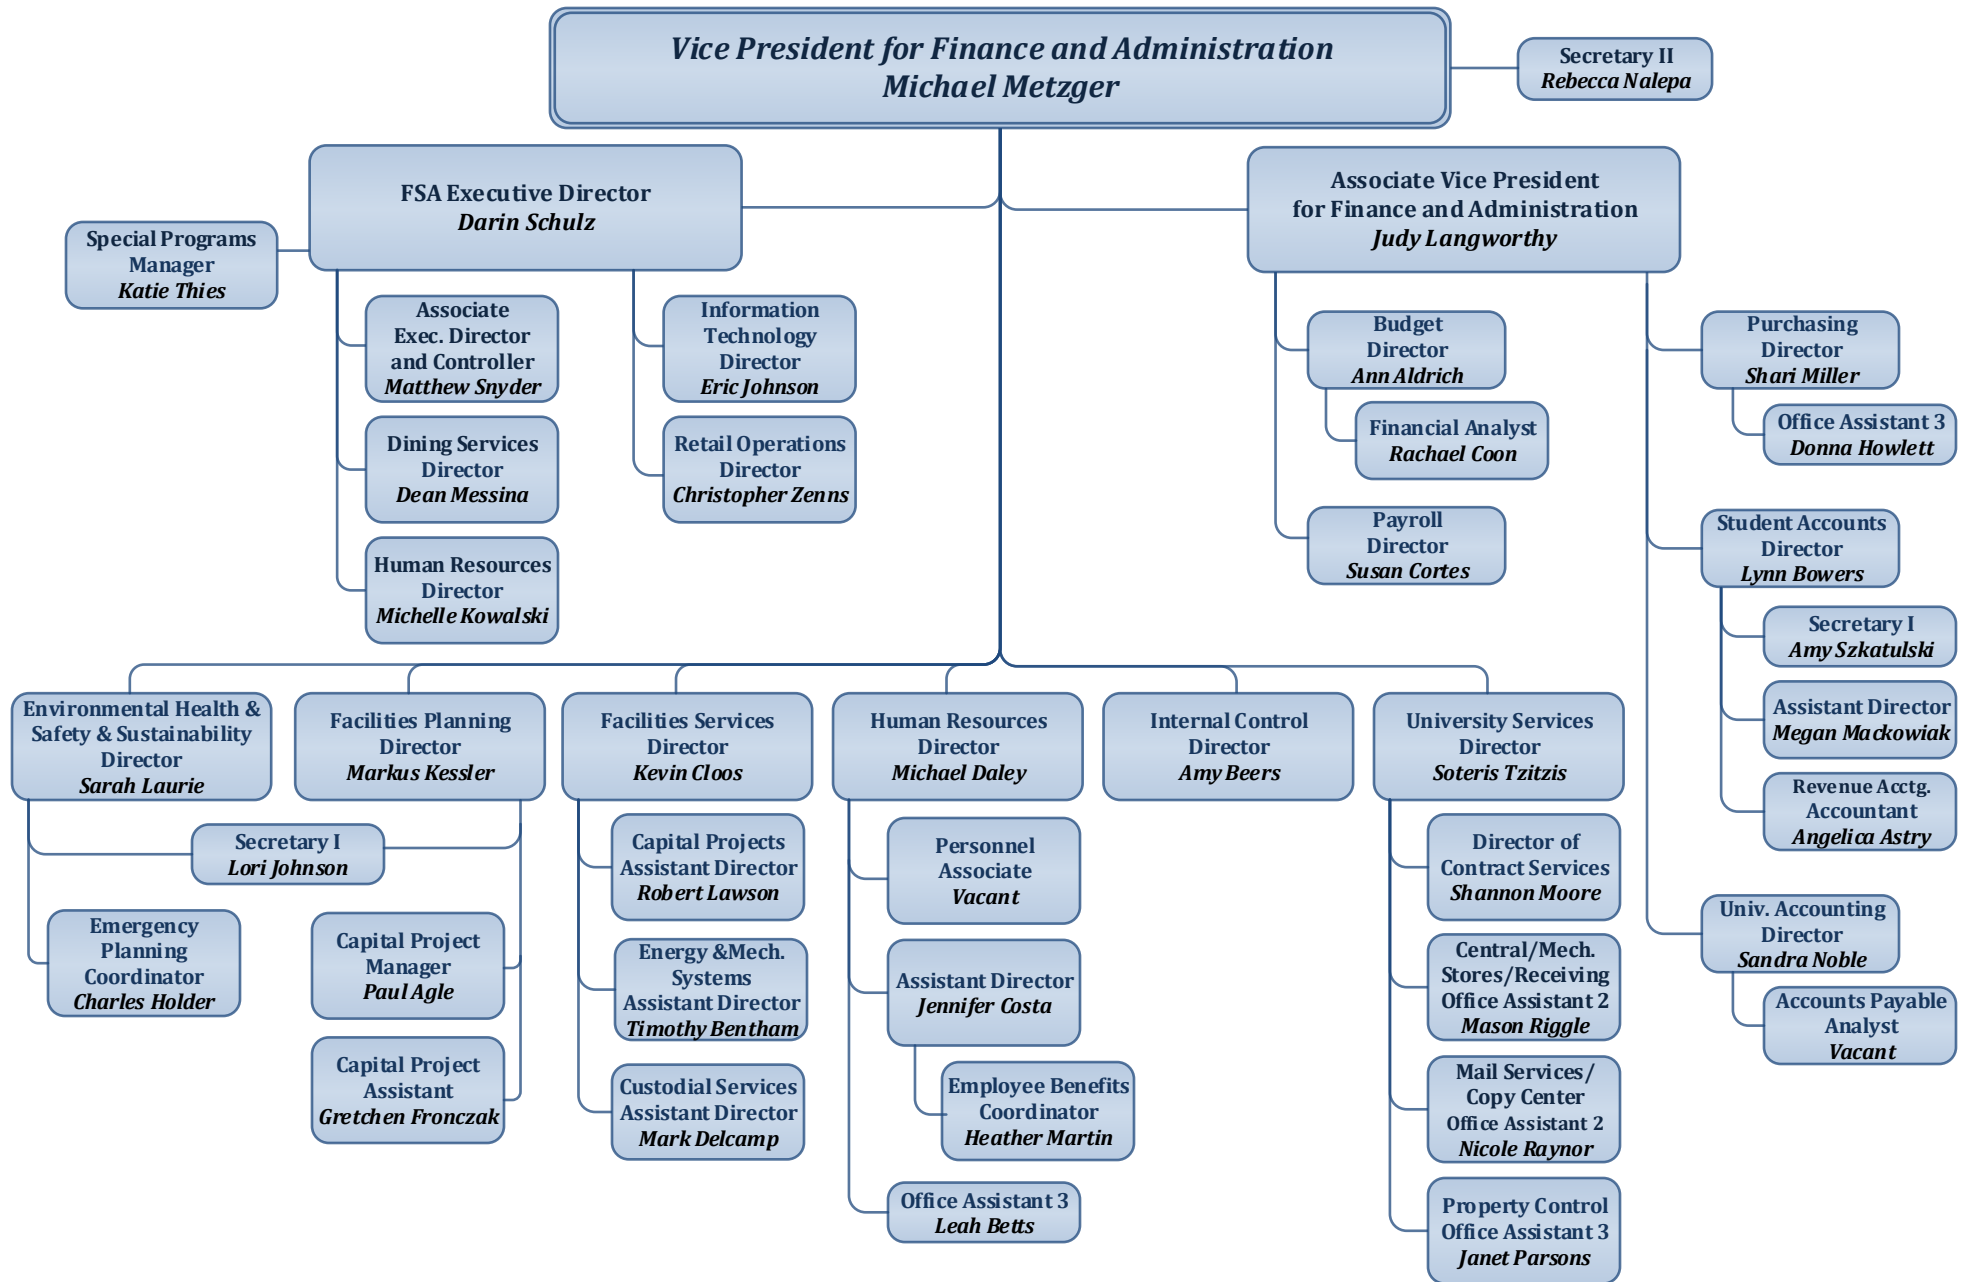 Vice President for Finance and Administration
Michael Metzger
Secretary II
Rebecca Nalepa
FSA Executive Director
Darin Schulz
Associate Vice President
for Finance and Administration
Judy Langworthy
Special Programs
Manager
Katie Thies
Associate
Exec. Director
and Controller
Matthew Snyder
Information
Technology
Director
Eric Johnson
Dining Services
Director
Dean Messina
Retail Operations
Director
Christopher Zenns
Human Resources
Director
Michelle Kowalski
Budget
Director
Ann Aldrich
Financial Analyst
Rachael Coon
Payroll
Director
Susan Cortes
Purchasing
Director
Shari Miller
Office Assistant 3
Donna Howlett
Student Accounts
Director
Lynn Bowers
Secretary I
Amy Szkatulski
Assistant Director
Megan Mackowiak
Revenue Acctg.
Accountant
Angelica Astry
Univ. Accounting
Director
Sandra Noble
Accounts Payable
Analyst
Vacant
Environmental Health &
Safety & Sustainability
Director
Sarah Laurie
Facilities Planning
Director
Markus Kessler
Secretary I
Lori Johnson
Emergency
Planning
Coordinator
Charles Holder
Capital Project
Manager
Paul Agle
Capital Project
Assistant
Gretchen Fronczak
Facilities Services
Director
Kevin Cloos
Capital Projects
Assistant Director
Robert Lawson
Energy &Mech.
Systems
Assistant Director
Timothy Bentham
Custodial Services
Assistant Director
Mark Delcamp
Human Resources
Director
Michael Daley
Personnel
Associate
Vacant
Assistant Director
Jennifer Costa
Employee Benefits
Coordinator
Heather Martin
Office Assistant 3
Leah Betts
Internal Control
Director
Amy Beers
University Services
Director
Soteris Tzitzis
Director of
Contract Services
Shannon Moore
Central/Mech.
Stores/Receiving
Office Assistant 2
Mason Riggle
Mail Services/
Copy Center
Office Assistant 2
Nicole Raynor
Property Control
Office Assistant 3
Janet Parsons